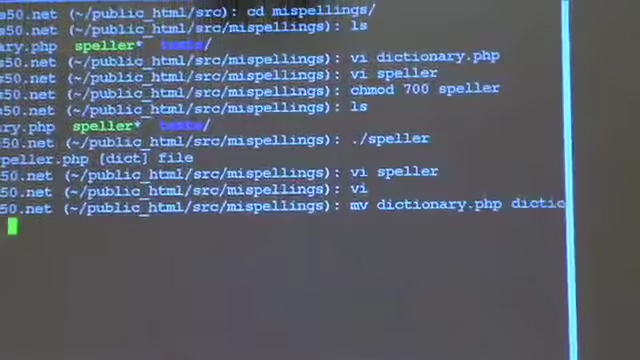 s50.net (~/public_html/src): cd mispellings/
s50.net (~/public_html/src/mispellings): ls
ary.php speller* texts/
s50.net (~/public_html/src/mispellings): vi dictionary.php
s50.net (~/public_html/src/mispellings): vi speller
s50.net (~/public_html/src/mispellings): chmod 700 speller
s50.net (~/public_html/src/mispellings): ls
ary.php speller* texts/
s50.net (~/public_html/src/mispellings): ./speller
peller.php [dict] file
s50.net (~/public_html/src/mispellings): vi speller
50.net (~/public_html/src/mispellings): vi
50.net (~/public_html/src/mispellings): mv dictionary.php dictio